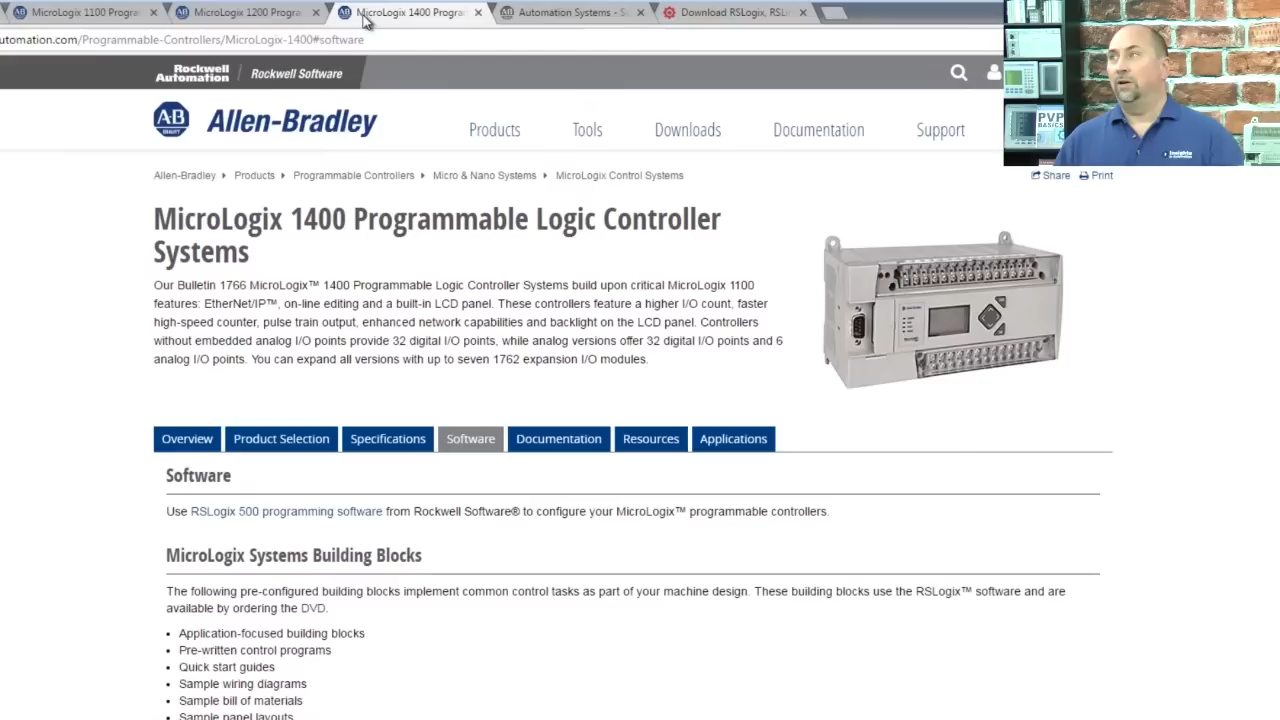 MicroLogix 1100 Progra
MicroLogix 1200 Progra
MicroLogix 1400 Progra
Automation Systems - S
Download RSLogix, RSLi
utomation.com/Programmable-Controllers/MicroLogix-1400#software
Rockwell Automation
Rockwell Software
AB
QUALITY
Allen-Bradley
Products
Tools
Downloads
Documentation
Support
PVP
BASICS
Insights
Allen-Bradley
Products
Programmable Controllers
Micro & Nano Systems
MicroLogix Control Systems
Share
Print
MicroLogix 1400 Programmable Logic Controller
Systems
Our Bulletin 1766 MicroLogix™ 1400 Programmable Logic Controller Systems build upon critical MicroLogix 1100
features: EtherNet/IP™, on-line editing and a built-in LCD panel. These controllers feature a higher I/O count, faster
high-speed counter, pulse train output, enhanced network capabilities and backlight on the LCD panel. Controllers
without embedded analog I/O points provide 32 digital I/O points, while analog versions offer 32 digital I/O points and 6
analog I/O points. You can expand all versions with up to seven 1762 expansion I/O modules.
Overview
Product Selection
Specifications
Software
Documentation
Resources
Applications
Software
Use RSLogix 500 programming software from Rockwell Software® to configure your MicroLogix™ programmable controllers.
MicroLogix Systems Building Blocks
The following pre-configured building blocks implement common control tasks as part of your machine design. These building blocks use the RSLogix™ software and are
available by ordering the DVD.
• Application-focused building blocks
• Pre-written control programs
• Quick start guides
• Sample wiring diagrams
• Sample bill of materials
• Sample panel layouts